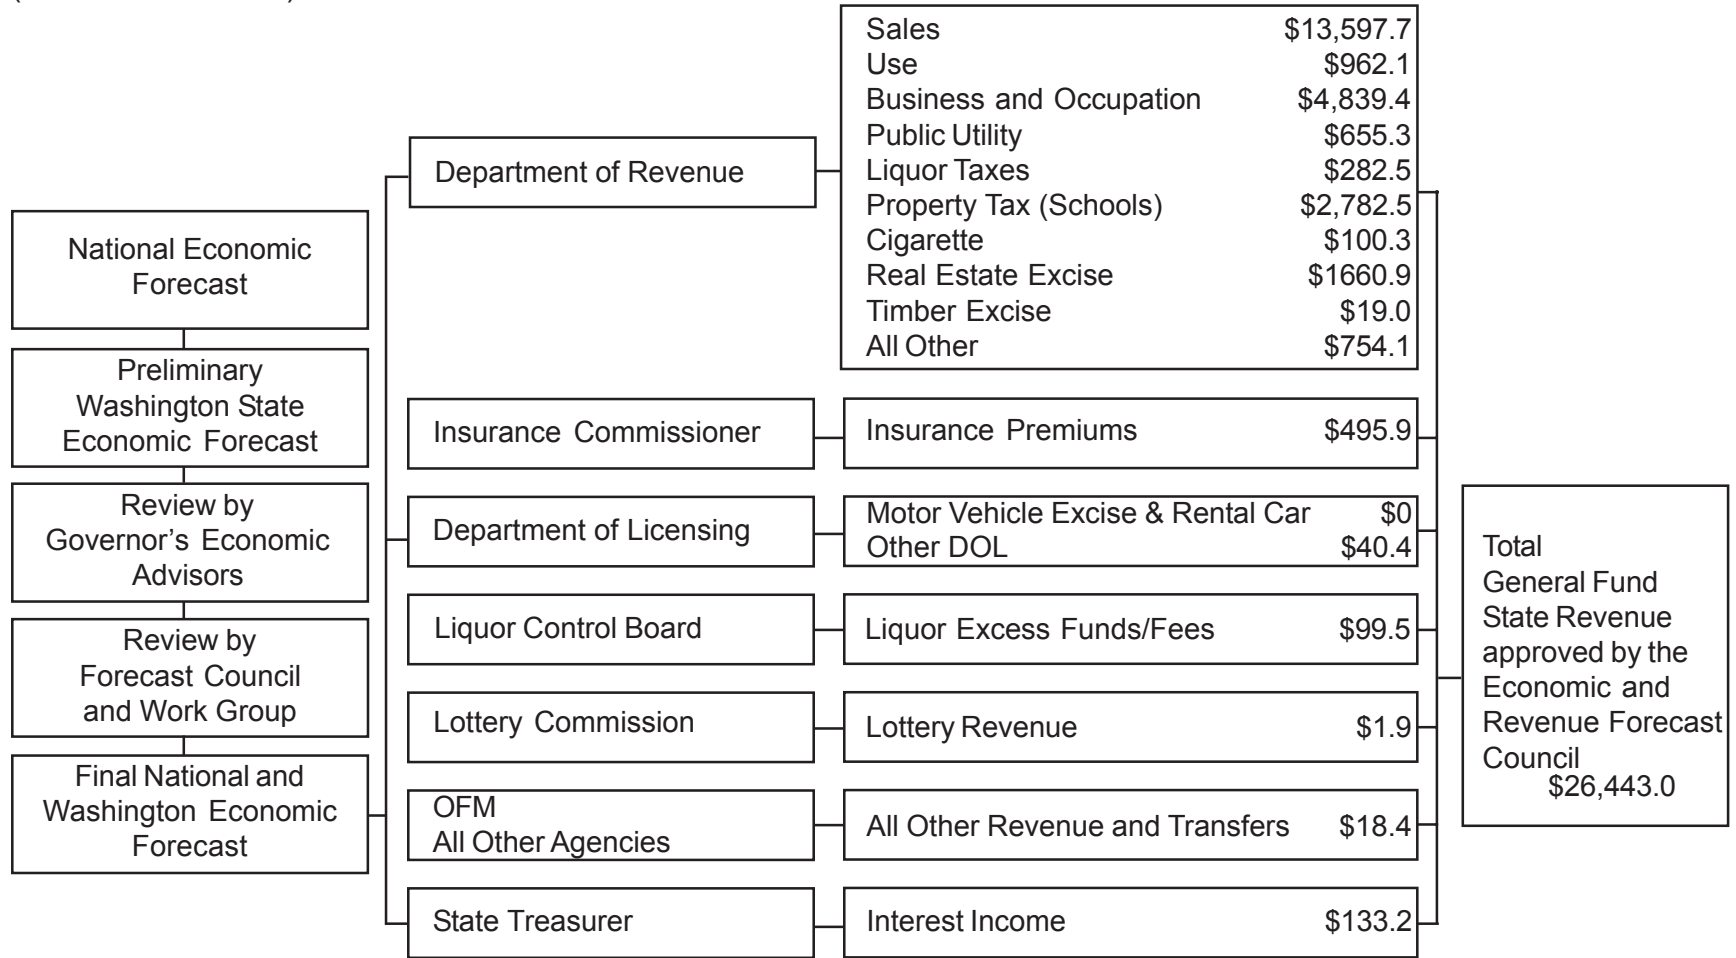 National Economic
Forecast
Preliminary
Washington State
Economic Forecast
Review by
Governor’s Economic
Advisors
Review by
Forecast Council
and Work Group
Final National and
Washington Economic
Forecast
Department of Revenue
Sales $13,597.7
Use $962.1
Business and Occupation $4,839.4
Public Utility $655.3
Liquor Taxes $282.5
Property Tax (Schools) $2,782.5
Cigarette $100.3
Real Estate Excise $1660.9
Timber Excise $19.0
All Other $754.1
Insurance Commissioner
Insurance Premiums $495.9
Department of Licensing
Motor Vehicle Excise & Rental Car $0
Other DOL $40.4
Liquor Control Board
Liquor Excess Funds/Fees $99.5
Lottery Commission
Lottery Revenue $1.9
OFM
All Other Agencies
All Other Revenue and Transfers $18.4
State Treasurer
Interest Income $133.2
Total
General Fund
State Revenue
approved by the
Economic and
Revenue Forecast
Council
$26,443.0